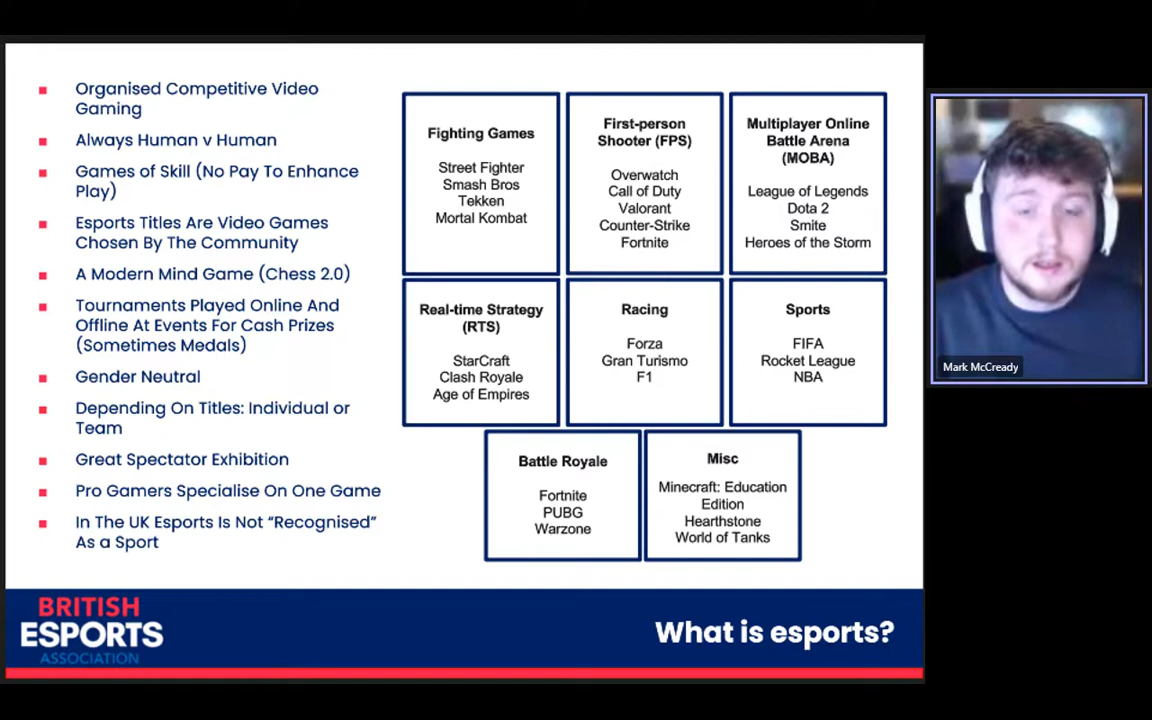 Organised Competitive Video
Gaming
Always Human v Human
Games of Skill (No Pay To Enhance
Play)
Esports Titles Are Video Games
Chosen By The Community
A Modern Mind Game (Chess 2.0)
Tournaments Played Online And
Offline At Events For Cash Prizes
(Sometimes Medals)
Gender Neutral
Depending On Titles: Individual or
Team
Great Spectator Exhibition
Pro Gamers Specialise On One Game
In The UK Esports Is Not “Recognised”
As a Sport
Fighting Games
Street Fighter
Smash Bros
Tekken
Mortal Kombat
First-person
Shooter (FPS)
Overwatch
Call of Duty
Valorant
Counter-Strike
Fortnite
Multiplayer Online
Battle Arena
(MOBA)
League of Legends
Dota 2
Smite
Heroes of the Storm
Real-time Strategy
(RTS)
StarCraft
Clash Royale
Age of Empires
Racing
Forza
Gran Turismo
F1
Sports
FIFA
Rocket League
NBA
Battle Royale
Fortnite
PUBG
Warzone
Misc
Minecraft: Education
Edition
Hearthstone
World of Tanks
Mark McCready
BRITISH
ESPORTS
ASSOCIATION
What is esports?